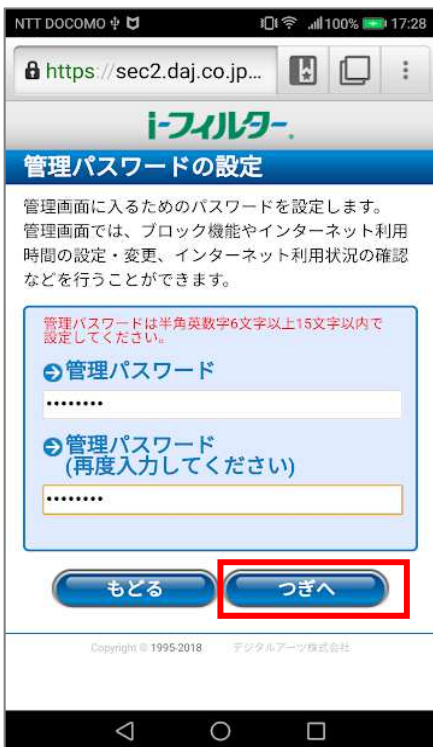 NTT DOCOMO 100% 17:28
https://sec2.daj.co.jp...
i-フィルター.
管理パスワードの設定
管理画面に入るためのパスワードを設定します。
管理画面では、ブロック機能やインターネット利用
時間の設定・変更、インターネット利用状況の確認
などを行うことができます。
管理パスワードは半角英数字6文字以上15文字以内で
設定してください。
管理パスワード
••••••••
管理パスワード
(再度入力してください)
••••••••
もどる つぎへ
Copyright © 1995-2018 デジタルアーツ株式会社